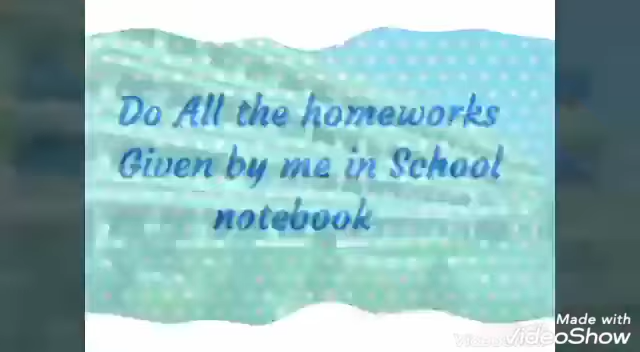 Do All the homeworks
Given by me in School
notebook
Made with
VideoShow